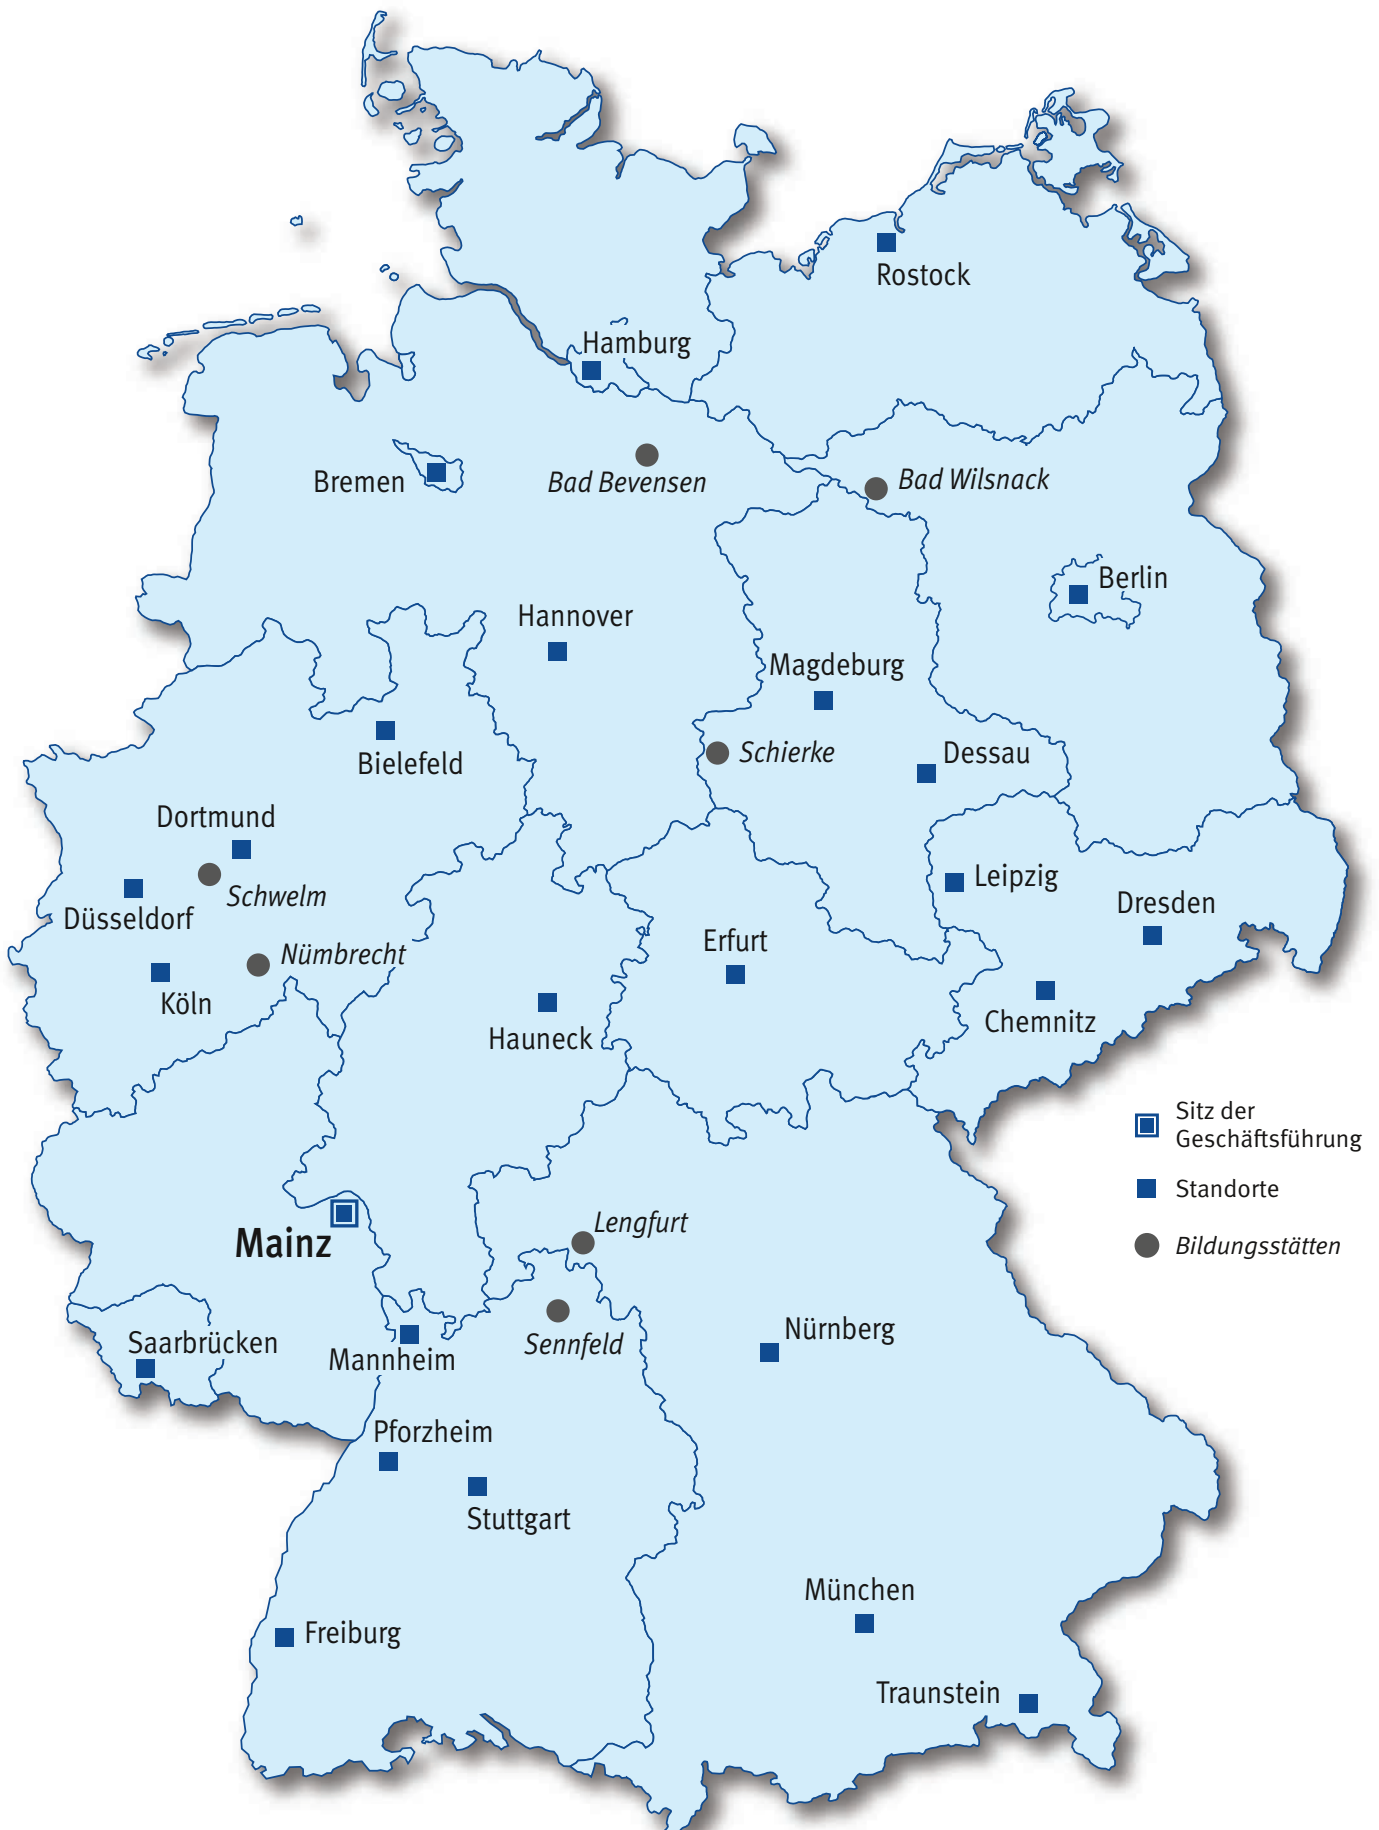 Rostock
Hamburg
Bremen
Bad Bevensen
Bad Wilsnack
Berlin
Hannover
Magdeburg
Bielefeld
Schierke
Dessau
Dortmund
Schwelm
Leipzig
Düsseldorf
Dresden
Nümbrecht
Erfurt
Köln
Hauneck
Chemnitz
Sitz der
Geschäftsführung
Standorte
Bildungsstätten
Mainz
Lengfurt
Sennfeld
Nürnberg
Saarbrücken
Mannheim
Pforzheim
Stuttgart
München
Freiburg
Traunstein